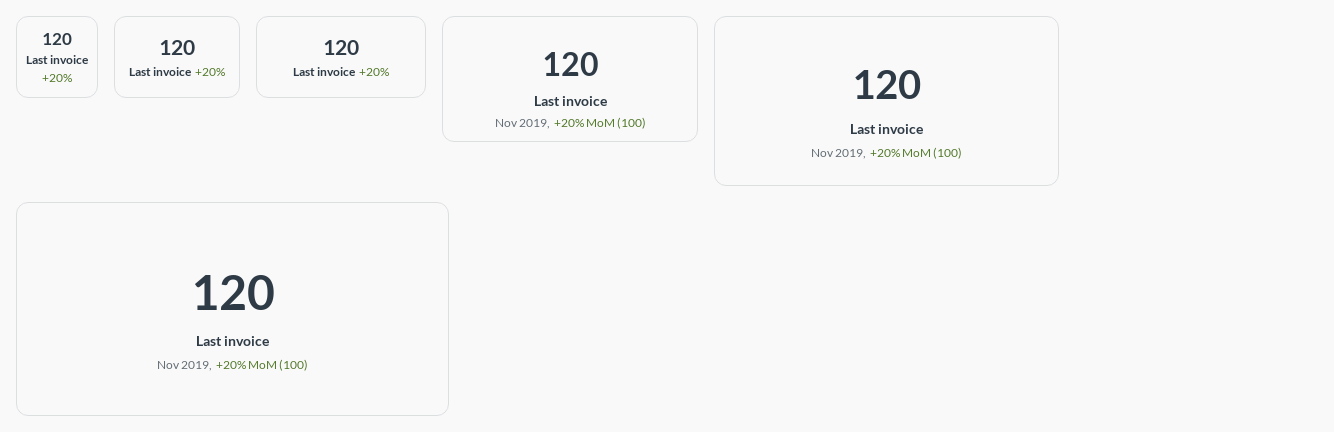 120
Last invoice
+20%
120
Last invoice +20%
120
Last invoice +20%
120
Last invoice
Nov 2019, +20% MoM (100)
120
Last invoice
Nov 2019, +20% MoM (100)
120
Last invoice
Nov 2019, +20% MoM (100)